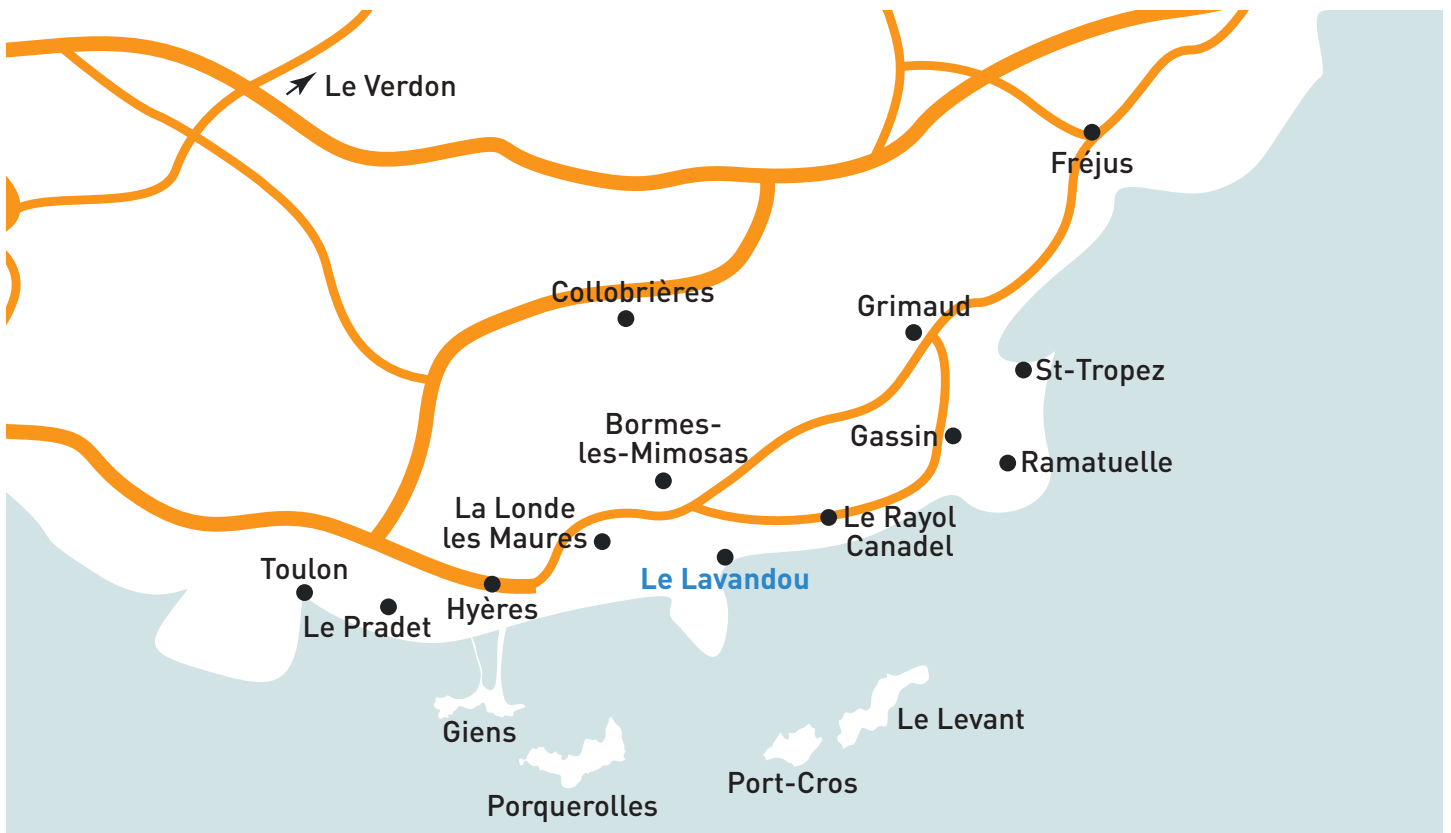 Le Verdon
Fréjus
Collobrières
Grimaud
St-Tropez
Bormes-
les-Mimosas
Gassin
Ramatuelle
La Londe
les Maures
Le Rayol
Canadel
Toulon
Le Lavandou
Le Pradet
Hyères
Giens
Le Levant
Port-Cros
Porquerolles